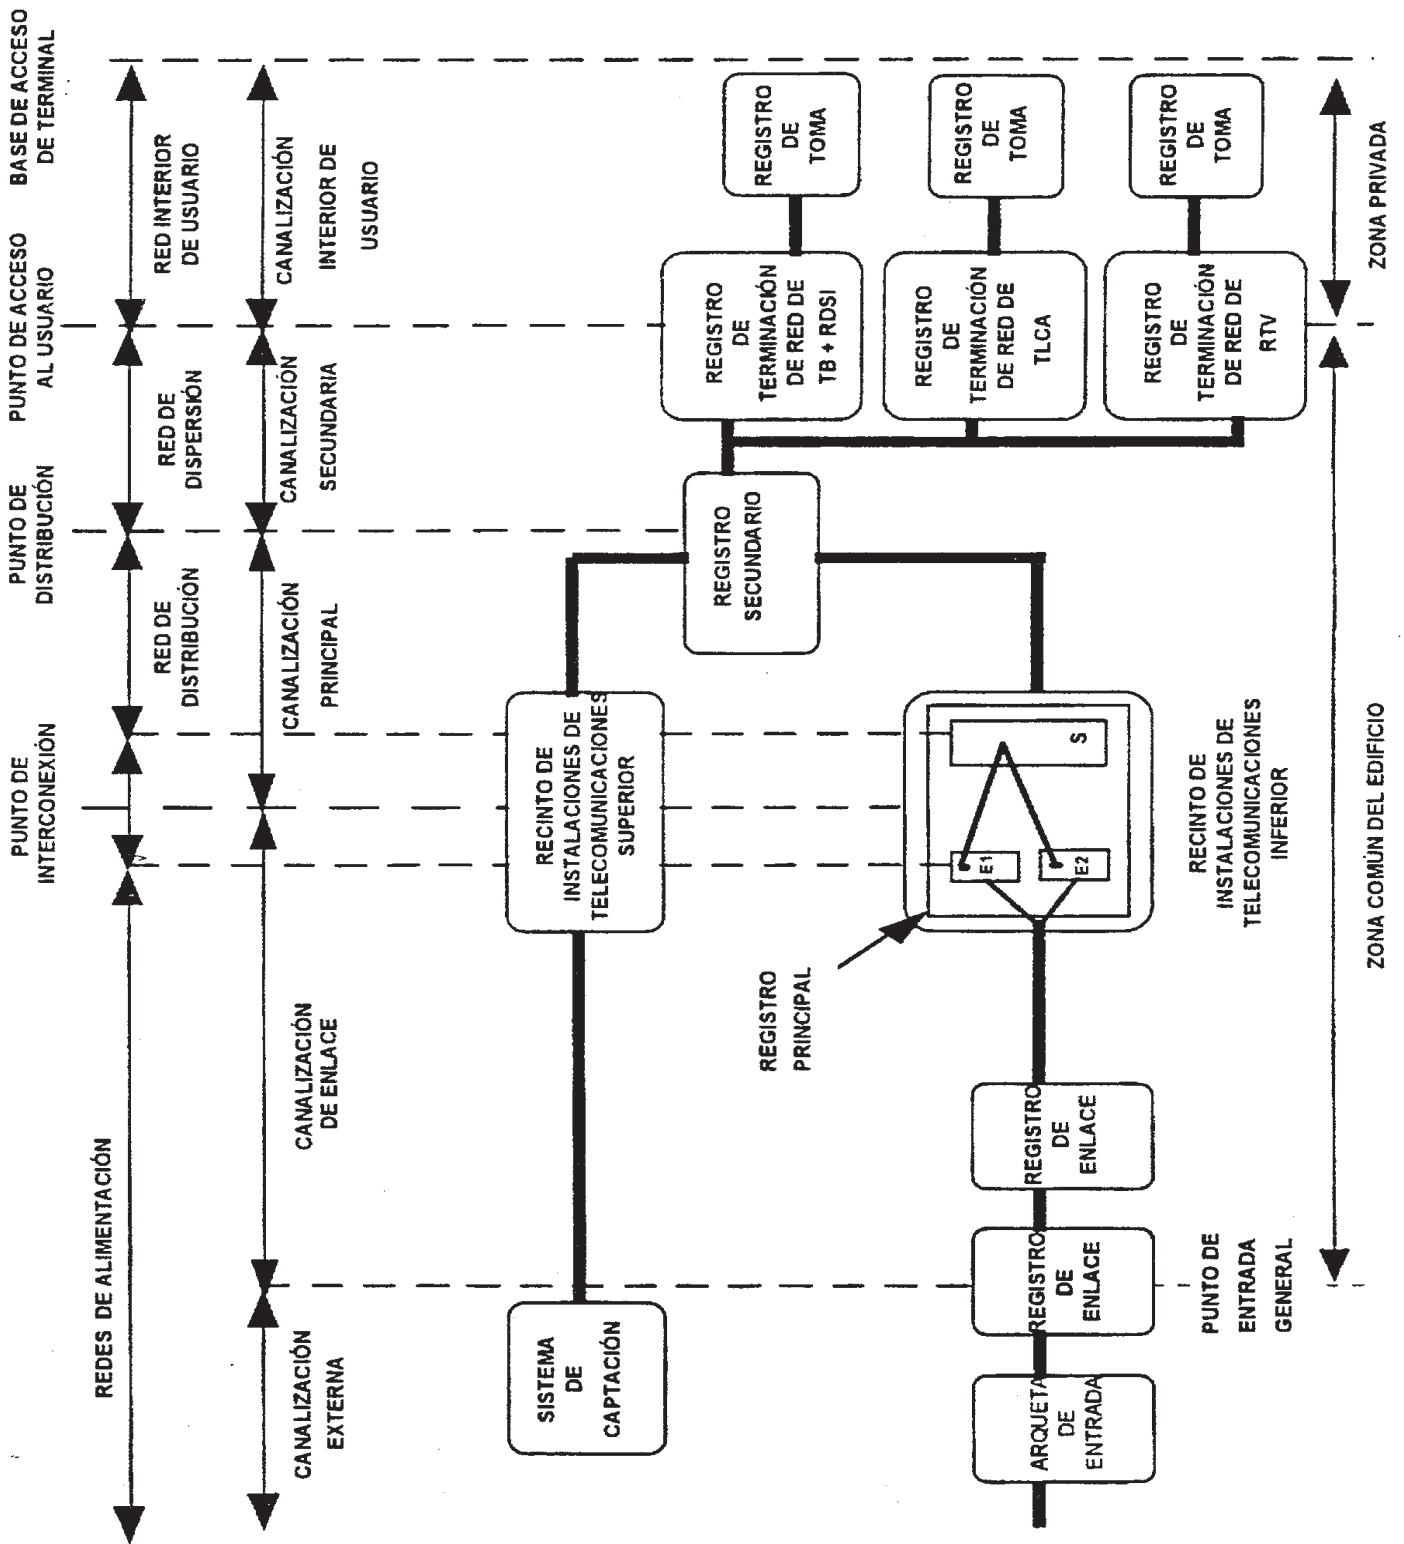 REDES DE ALIMENTACIÓN
PUNTO DE
INTERCONEXIÓN
RED DE
DISTRIBUCIÓN
PUNTO DE
DISTRIBUCIÓN
RED DE
DISPERSIÓN
PUNTO DE ACCESO
AL USUARIO
RED INTERIOR
DE USUARIO
BASE DE ACCESO
DE TERMINAL
CANALIZACIÓN
EXTERNA
CANALIZACIÓN
DE ENLACE
CANALIZACIÓN
PRINCIPAL
CANALIZACIÓN
SECUNDARIA
CANALIZACIÓN
INTERIOR DE
USUARIO
SISTEMA
DE
CAPTACIÓN
RECINTO DE
INSTALACIONES DE
TELECOMUNICACIONES
SUPERIOR
REGISTRO
SECUNDARIO
REGISTRO
DE
TERMINACIÓN
DE RED DE
TB + RDSI
REGISTRO
DE
TOMA
REGISTRO
DE
TERMINACIÓN
DE RED DE
TLCA
REGISTRO
DE
TOMA
REGISTRO
DE
TERMINACIÓN
DE RED DE
RTV
REGISTRO
DE
TOMA
REGISTRO
PRINCIPAL
ARQUETA
DE
ENTRADA
REGISTRO
DE
ENLACE
REGISTRO
DE
ENLACE
E1
E2
S
PUNTO DE
ENTRADA
GENERAL
RECINTO DE
INSTALACIONES DE
TELECOMUNICACIONES
INFERIOR
ZONA COMÚN DEL EDIFICIO
ZONA PRIVADA